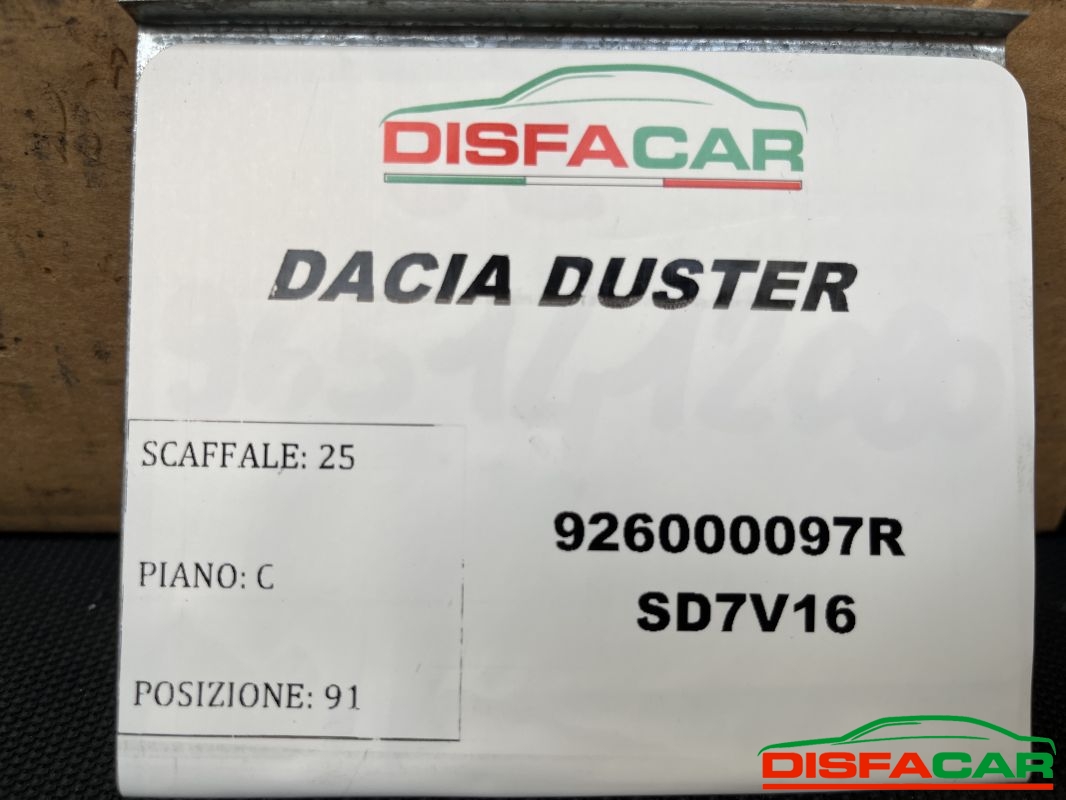 DISFACAR
DACIA DUSTER
SCAFFALE: 25
PIANO: C
POSIZIONE: 91
926000097R
SD7V16
DISFACAR